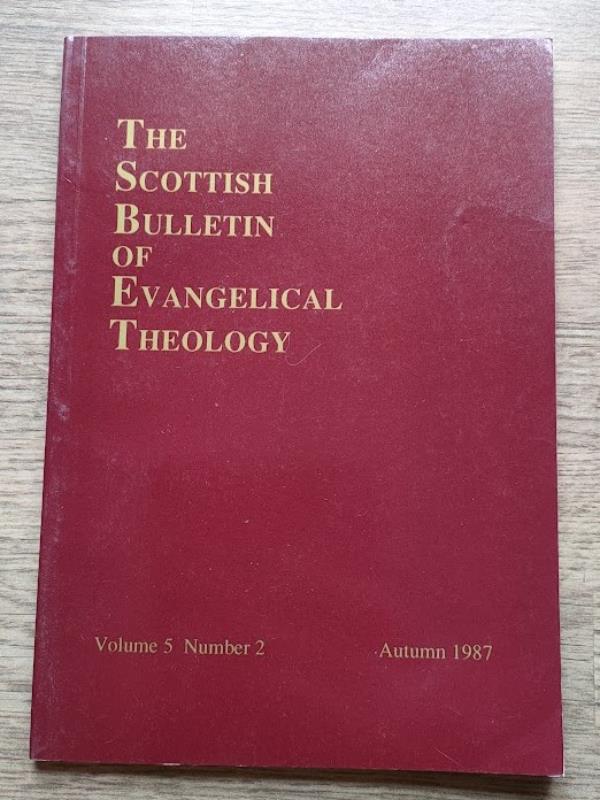 THE
SCOTTISH
BULLETIN
OF
EVANGELICAL
THEOLOGY
Volume 5 Number 2 Autumn 1987